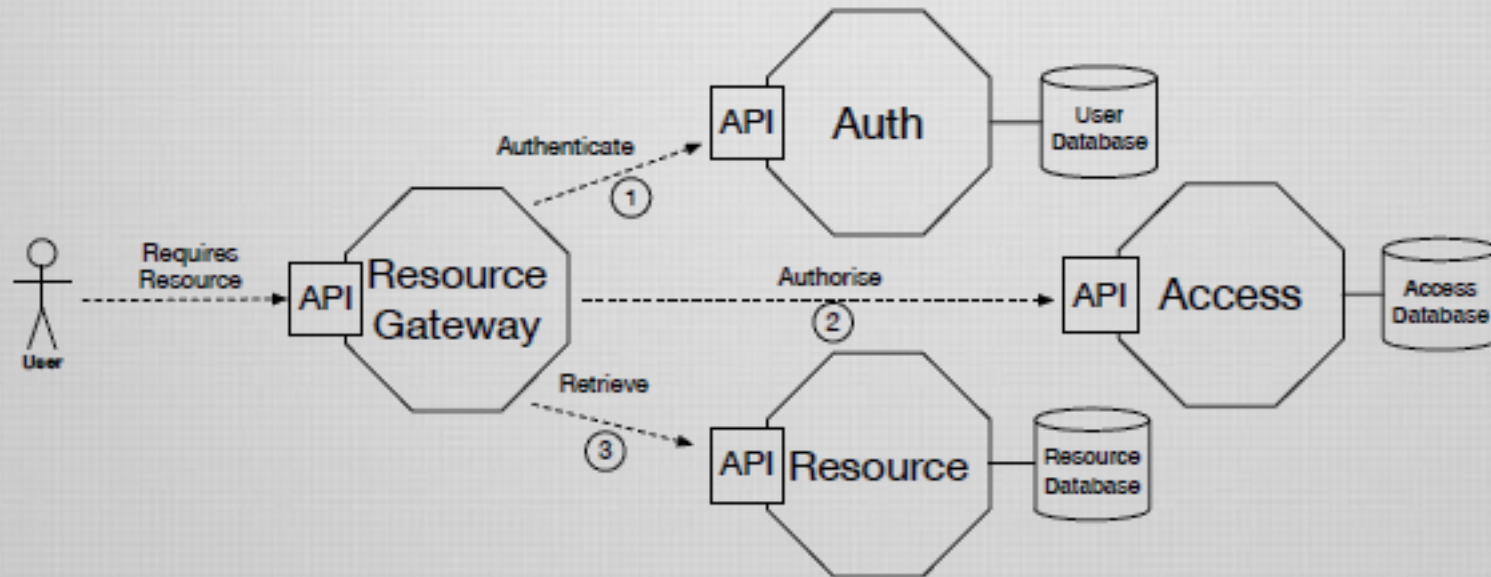 Requires
Resource
User
API
Resource
Gateway
Authenticate
1
API
Auth
User
Database
Authorise
2
API
Access
Access
Database
Retrieve
3
API
Resource
Resource
Database